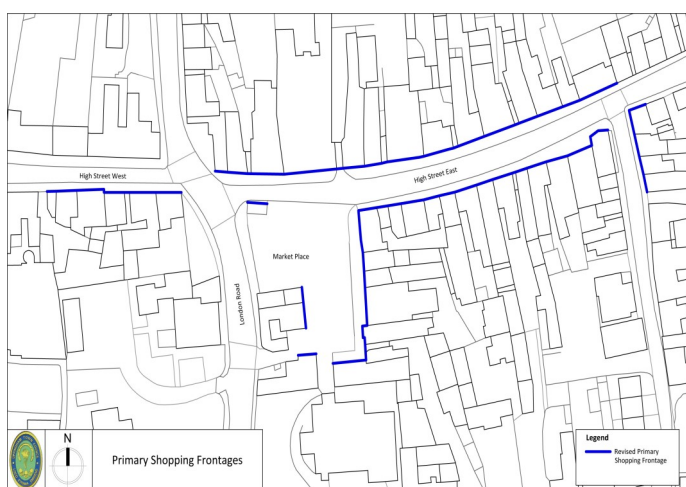 High Street West
High Street East
Market Place
London Road
N
Primary Shopping Frontages
Legend
Revised Primary
Shopping Frontage